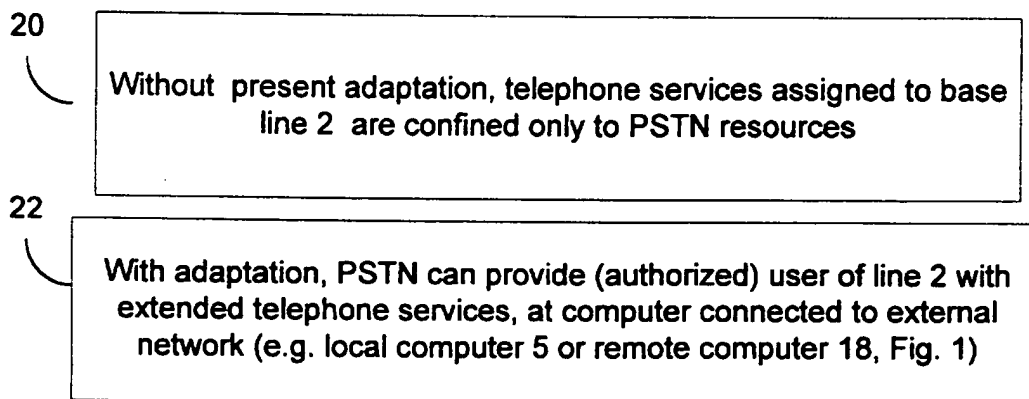 20
Without present adaptation, telephone services assigned to base
line 2 are confined only to PSTN resources
22
With adaptation, PSTN can provide (authorized) user of line 2 with
extended telephone services, at computer connected to external
network (e.g. local computer 5 or remote computer 18, Fig. 1)